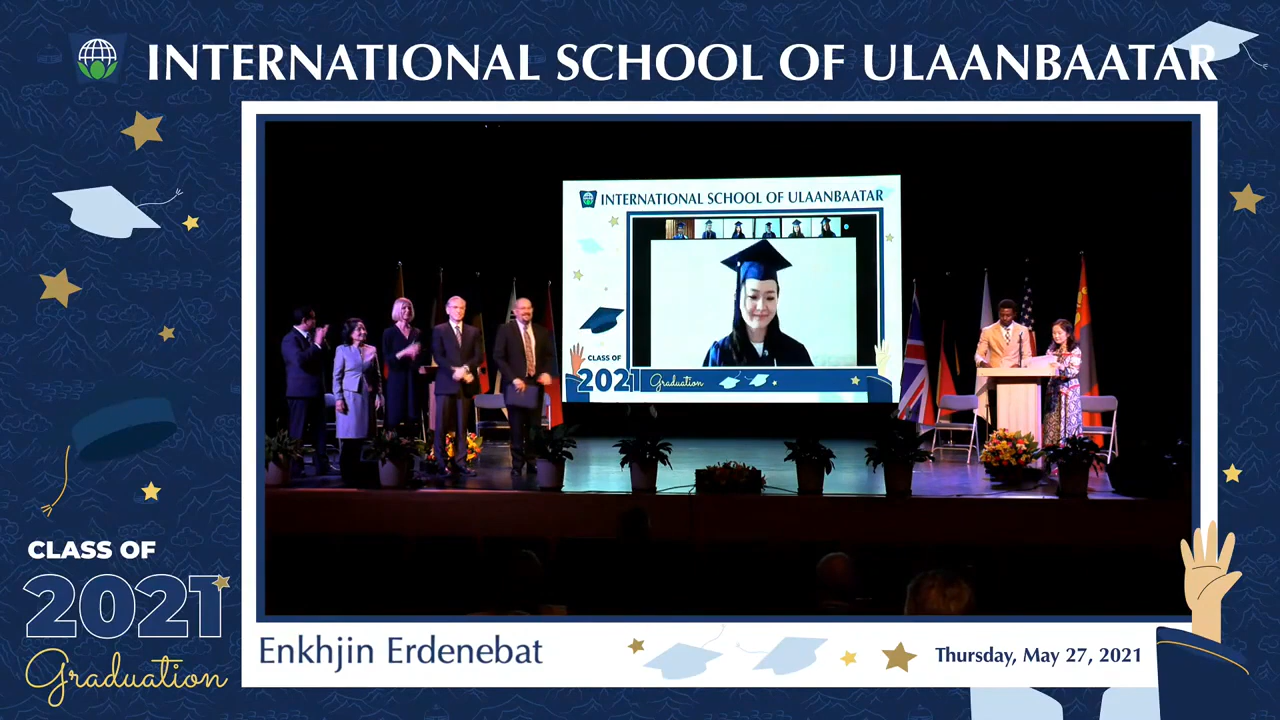 INTERNATIONAL SCHOOL OF ULAANBAATAR
INTERNATIONAL SCHOOL OF ULAANBAATAR
CLASS OF
2021
Graduation
CLASS OF
2021
Graduation
Enkhjin Erdenebat
Thursday, May 27, 2021